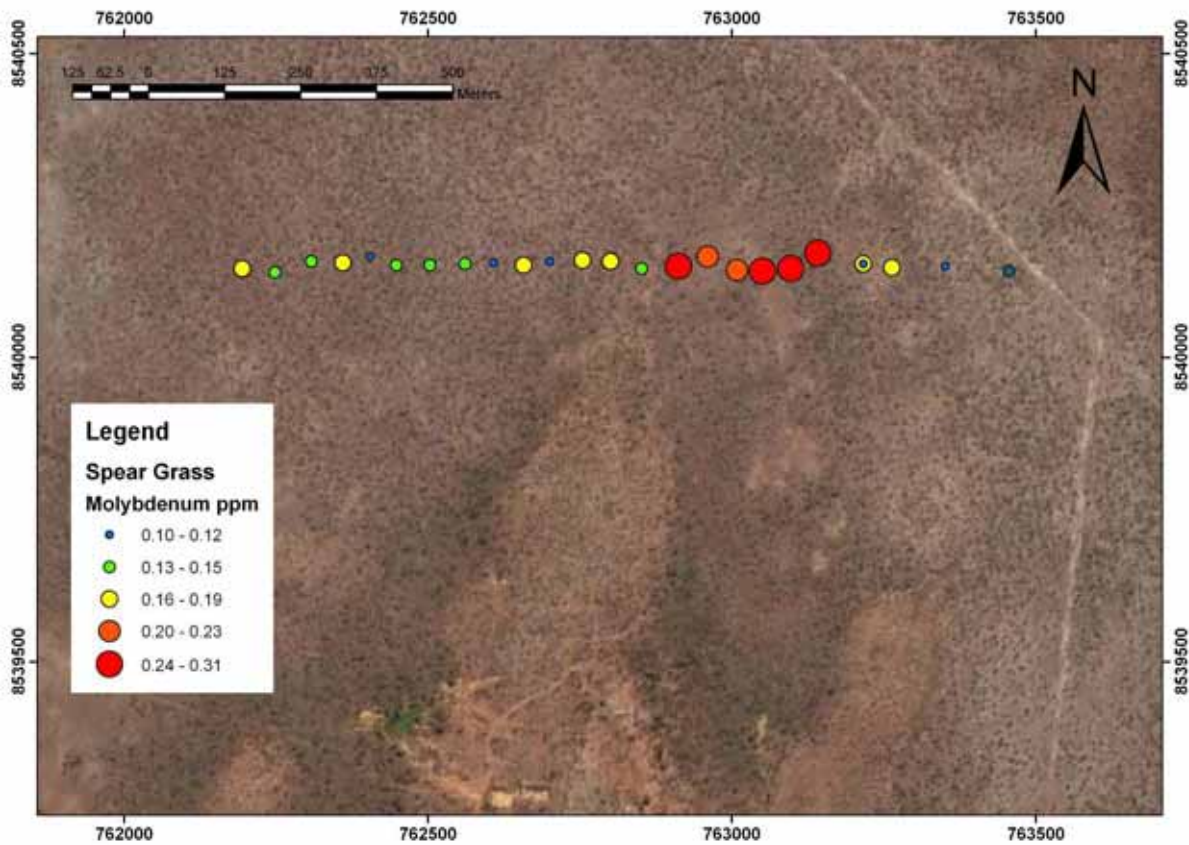 762000 762500 763000 763500
8540500 8540500
125 62.5 0 125 250 375 500
Meters
N
8540000 8540000
Legend
Spear Grass
Molybdenum ppm
0.10 - 0.12
0.13 - 0.15
0.16 - 0.19
0.20 - 0.23
0.24 - 0.31
8539500 8539500
762000 762500 763000 763500